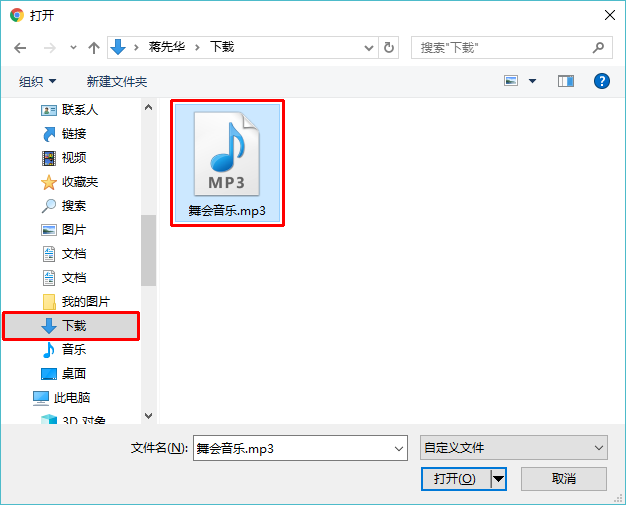 打开
蒋先华 下载
搜索"下载"
组织 新建文件夹
联系人
链接
视频
收藏夹
搜索
图片
文档
文档
我的图片
下载
音乐
桌面
此电脑
3D 对象
MP3
舞会音乐.mp3
文件名(N): 舞会音乐.mp3 自定义文件
打开(O) 取消